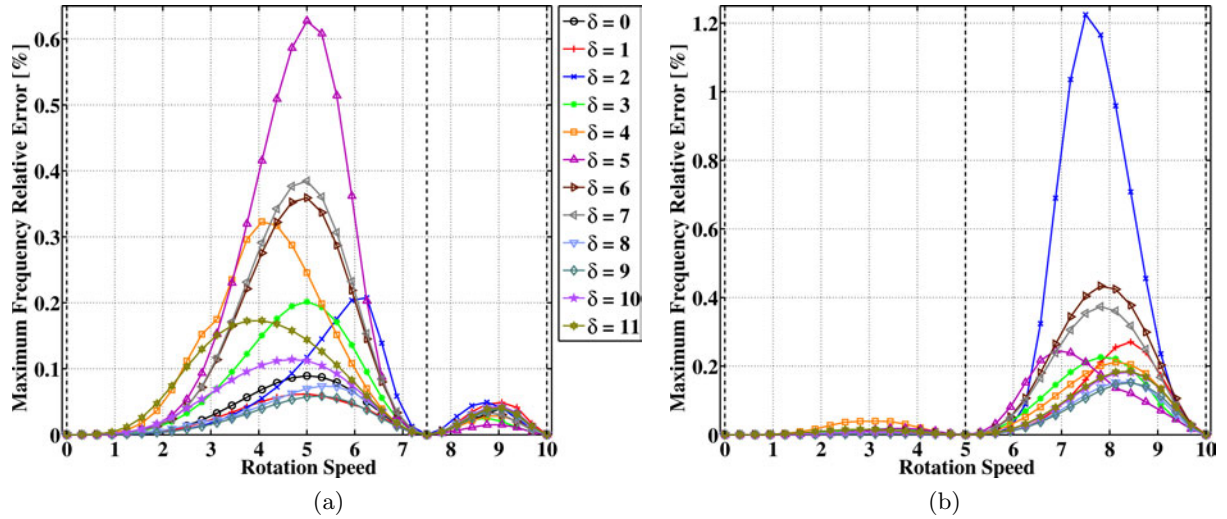 Maximum Frequency Relative Error [%]
0.6
0.5
0.4
0.3
0.2
0.1
0
0 1 2 3 4 5 6 7 8 9 10
Rotation Speed
(a)
δ = 0
δ = 1
δ = 2
δ = 3
δ = 4
δ = 5
δ = 6
δ = 7
δ = 8
δ = 9
δ = 10
δ = 11
Maximum Frequency Relative Error [%]
1.2
1
0.8
0.6
0.4
0.2
0
0 1 2 3 4 5 6 7 8 9 10
Rotation Speed
(b)